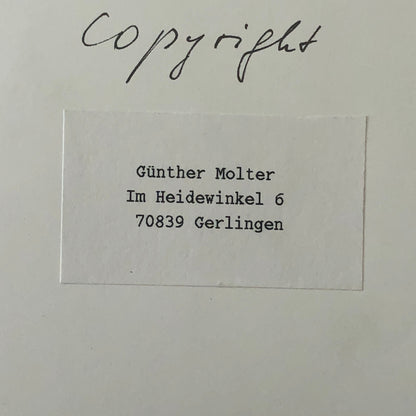 Copyright
Günther Molter
Im Heidewinkel 6
70839 Gerlingen